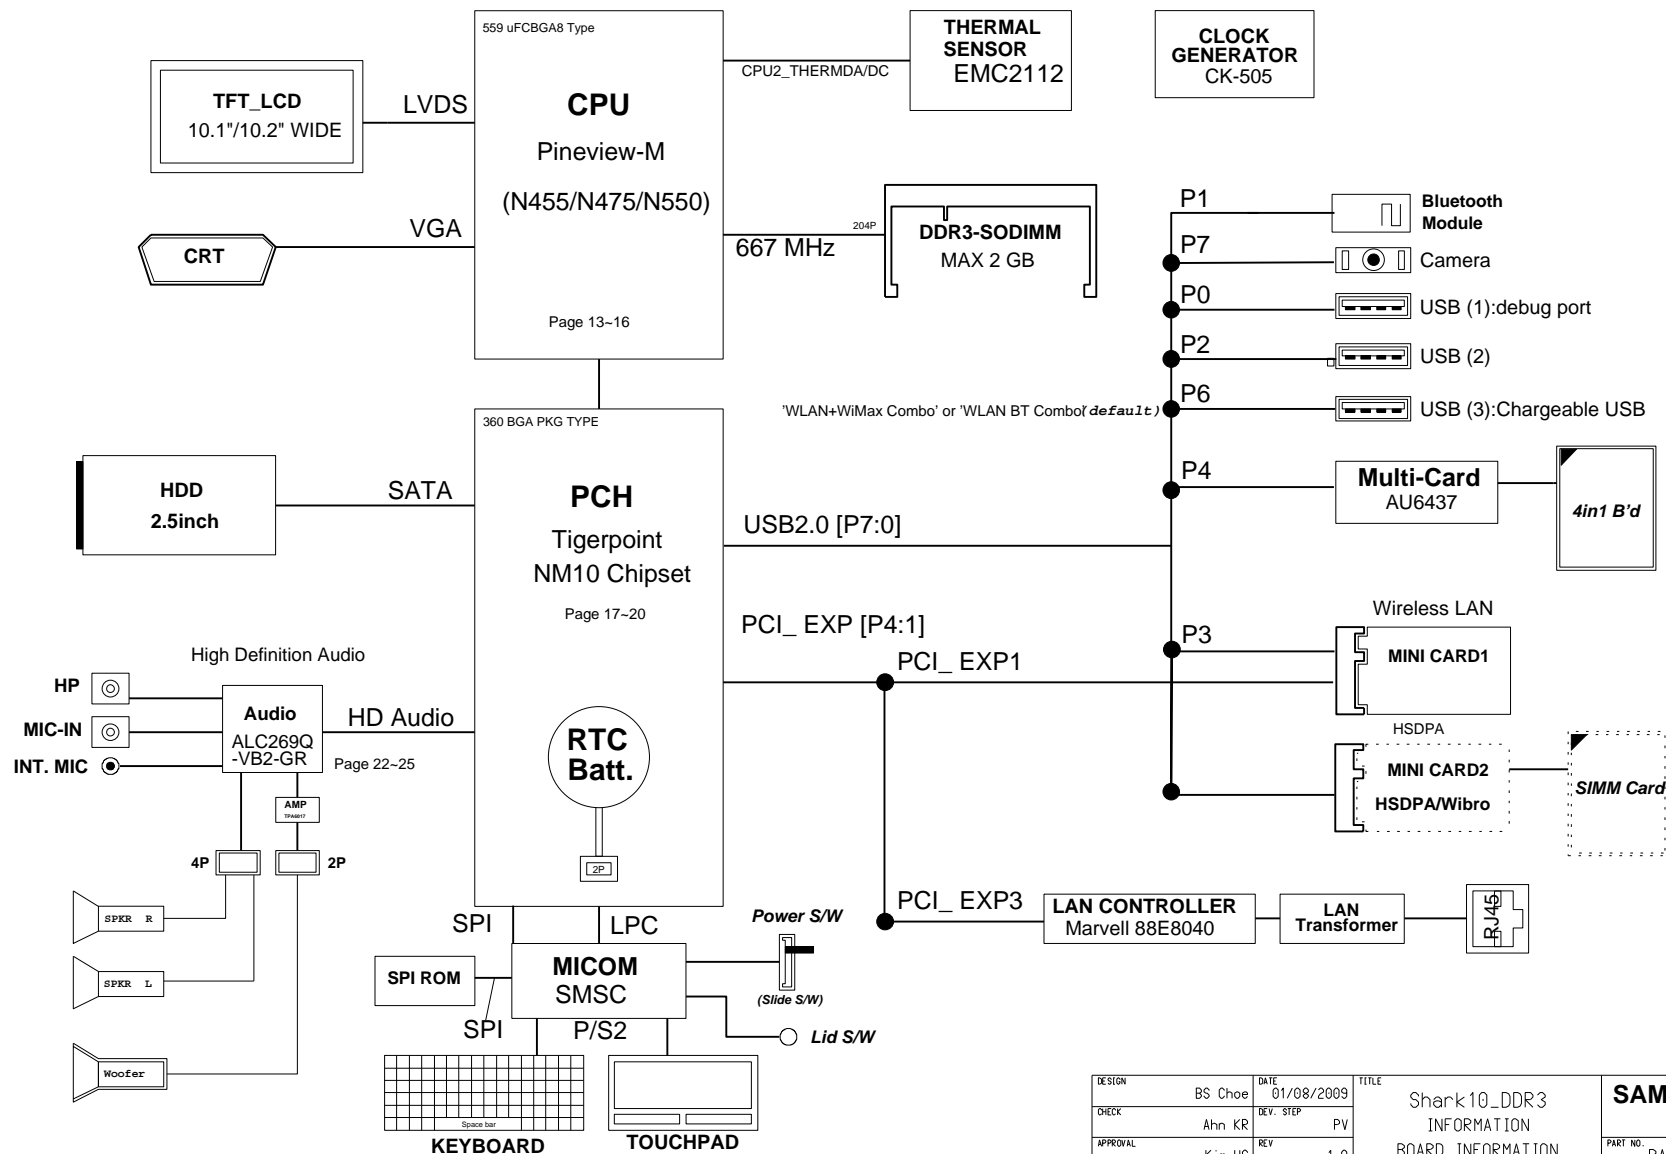 559 uFCBGA8 Type
CPU
Pineview-M
(N455/N475/N550)
Page 13~16
CPU2_THERMDA/DC
THERMAL
SENSOR
EMC2112
CLOCK
GENERATOR
CK-505
TFT_LCD
10.1"/10.2" WIDE
LVDS
CRT
VGA
667 MHz
204P
DDR3-SODIMM
MAX 2 GB
P1
Bluetooth
Module
P7
Camera
P0
USB (1):debug port
P2
USB (2)
'WLAN+WiMax Combo' or 'WLAN BT Combo' (default)
P6
USB (3):Chargeable USB
P4
Multi-Card
AU6437
4in1 B'd
360 BGA PKG TYPE
PCH
Tigerpoint
NM10 Chipset
Page 17~20
HDD
2.5inch
SATA
USB2.0 [P7:0]
PCI_ EXP [P4:1]
PCI_ EXP1
P3
Wireless LAN
MINI CARD1
HSDPA
MINI CARD2
HSDPA/Wibro
SIMM Card
High Definition Audio
HP
MIC-IN
INT. MIC
Audio
ALC269Q
-VB2-GR
HD Audio
Page 22~25
AMP
TPA6017
4P
2P
SPKR R
SPKR L
Woofer
RTC
Batt.
2P
PCI_ EXP3
LAN CONTROLLER
Marvell 88E8040
LAN
Transformer
RJ45
SPI
LPC
Power S/W
(Slide S/W)
SPI ROM
MICOM
SMSC
SPI
P/S2
Lid S/W
Space bar
KEYBOARD
TOUCHPAD
DESIGN
BS Choe
DATE
01/08/2009
TITLE
Shark10_DDR3
INFORMATION
BOARD INFORMATION
SAM
CHECK
Ahn KR
DEV. STEP
PV
APPROVAL
REV
1.0
PART NO.